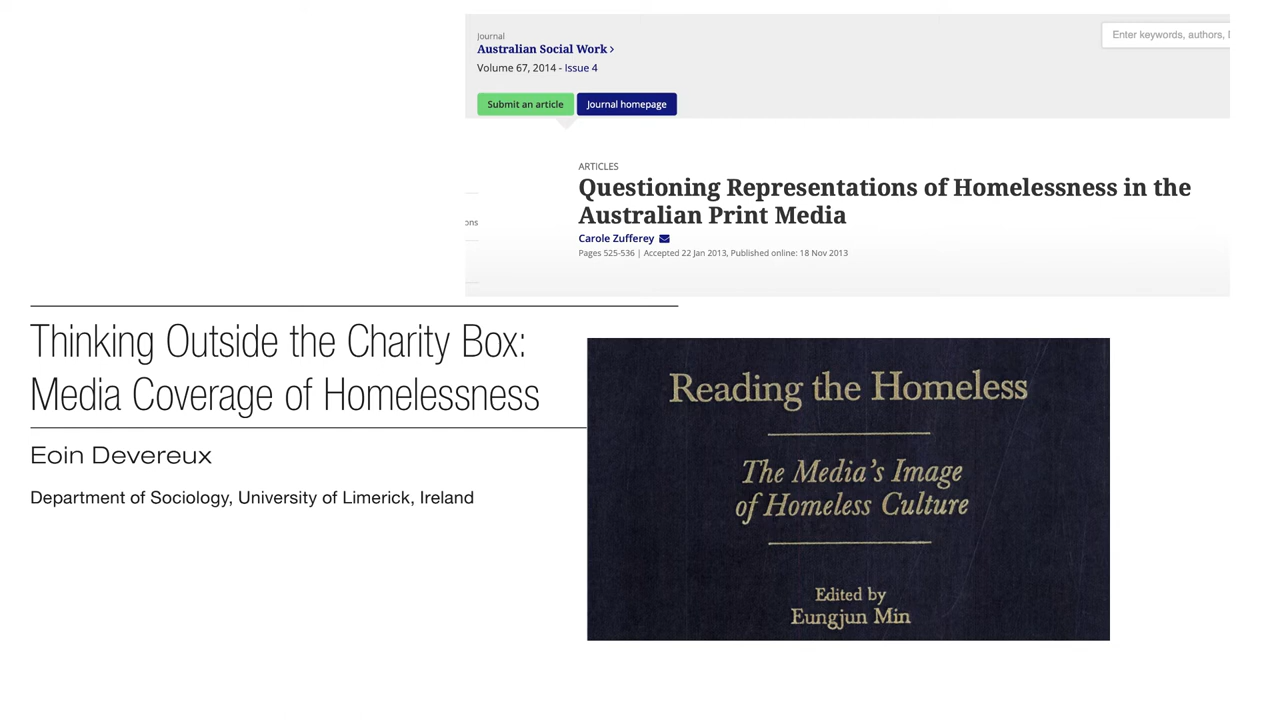 Journal
Australian Social Work >
Volume 67, 2014 - Issue 4
Enter keywords, authors,
Submit an article
Journal homepage
ARTICLES
Questioning Representations of Homelessness in the
Australian Print Media
ons
Carole Zufferey
Pages 525-536 | Accepted 22 Jan 2013, Published online: 18 Nov 2013
Thinking Outside the Charity Box:
Media Coverage of Homelessness
Eoin Devereux
Department of Sociology, University of Limerick, Ireland
Reading the Homeless
The Media's Image
of Homeless Culture
Edited by
Eungjun Min